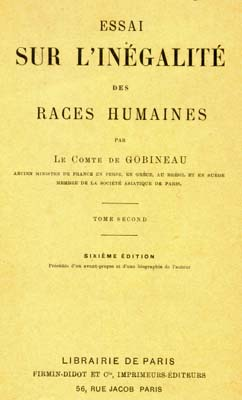 ESSAI
SUR L'INÉGALITÉ
DES
RACES HUMAINES
PAR
LE COMTE DE GOBINEAU
ANCIEN MINISTRE DE FRANCE EN PERSE, EN GRÈCE, AU BRÉSIL ET EN SUÈDE
MEMBRE DE LA SOCIÉTÉ ASIATIQUE DE PARIS.
TOME SECOND
SIXIÈME ÉDITION
Précédée d'un avant-propos et d'une biographie de l'auteur
LIBRAIRIE DE PARIS
FIRMIN-DIDOT ET Cie, IMPRIMEURS-ÉDITEURS
56, RUE JACOB PARIS